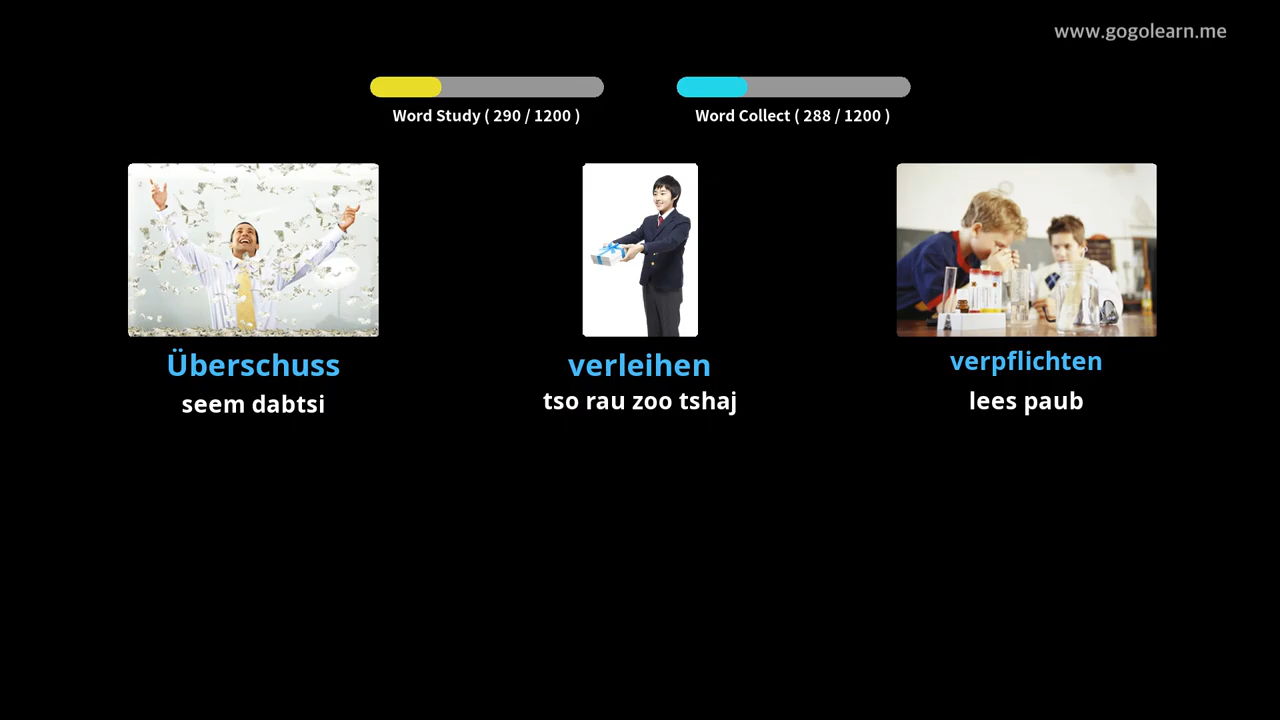 www.gogolearn.me
Word Study ( 290 / 1200 )
Word Collect ( 288 / 1200 )
Überschuss
seem dabtsi
verleihen
tso rau zoo tshaj
verpflichten
lees paub